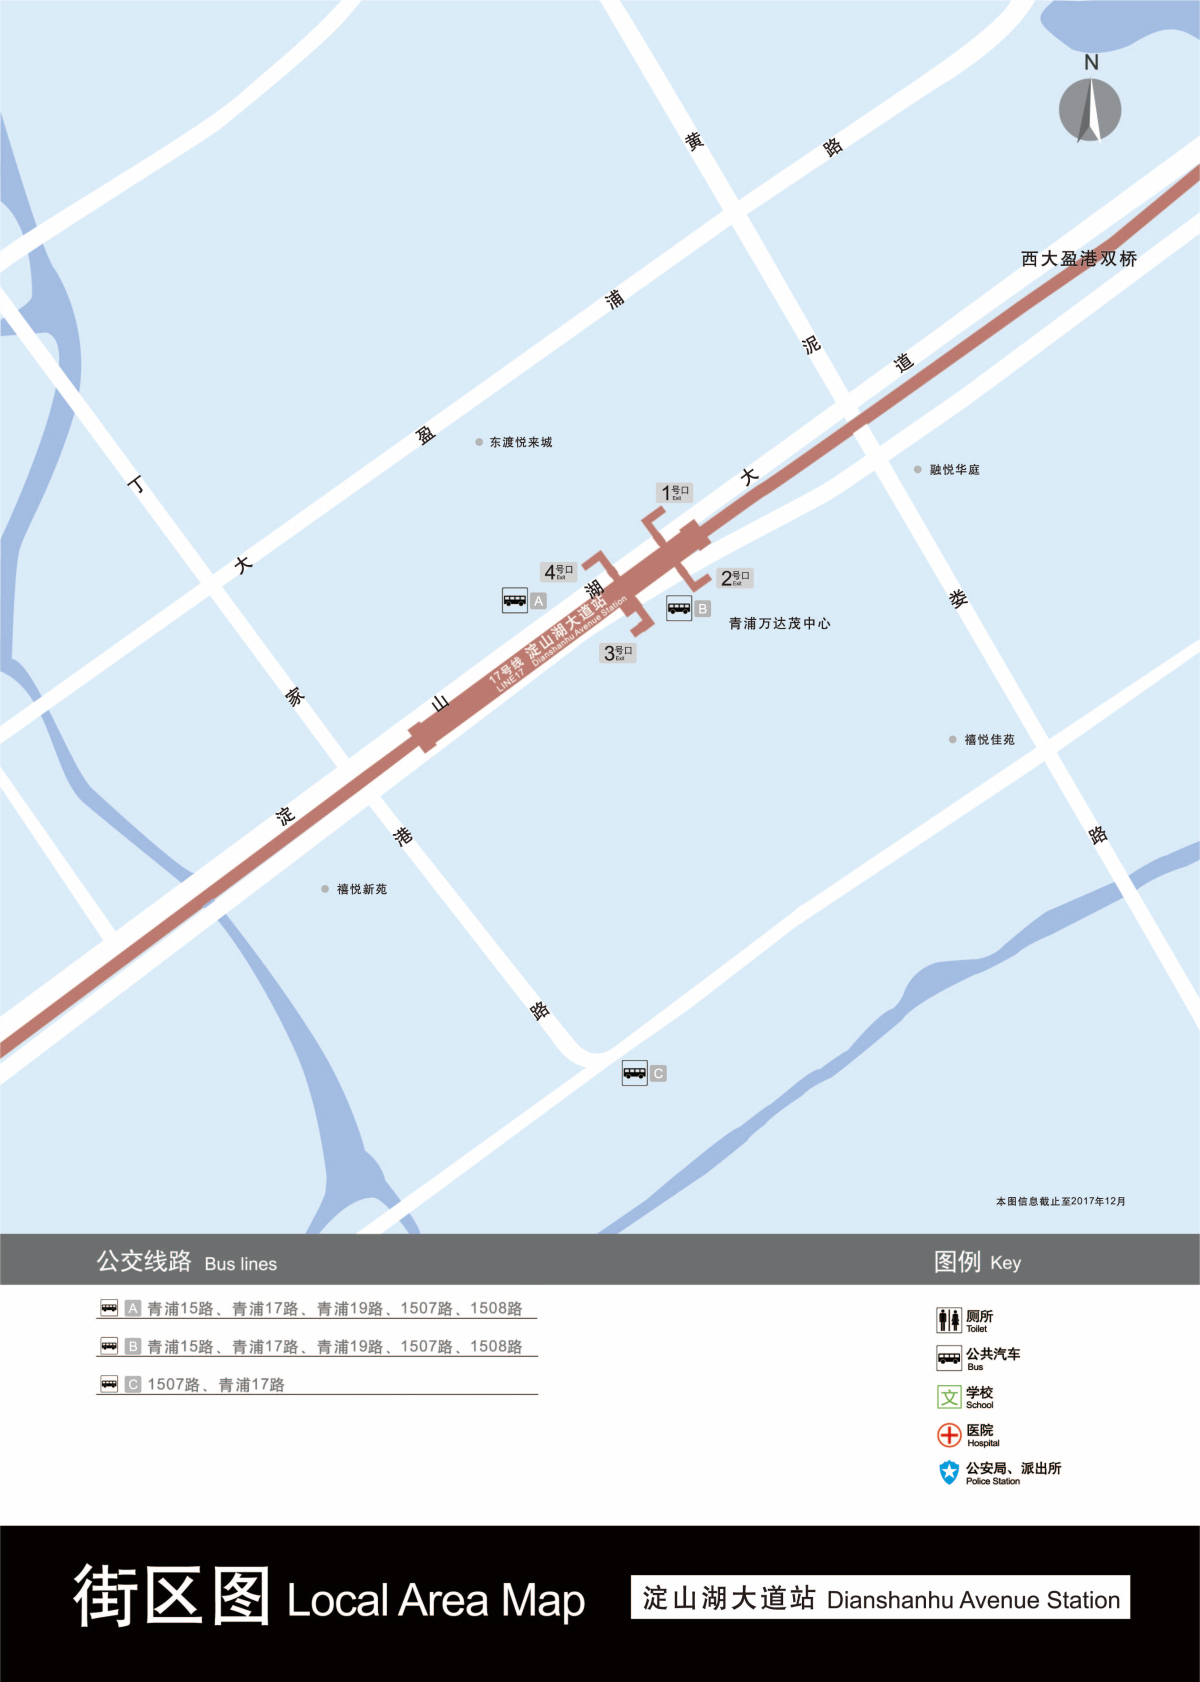 N
黄泥娄路
大盈浦路
西大盈港双桥
淀山湖大道
丁家港路
东渡悦来城
融悦华庭
1号口
Exit
4号口
Exit
2号口
Exit
A
B
青浦万达茂中心
3号口
Exit
17号线 淀山湖大道站
LINE17 Dianshanhu Avenue Station
禧悦佳苑
禧悦新苑
C
本图信息截止至2017年12月
公交线路 Bus lines
A 青浦15路、青浦17路、青浦19路、1507路、1508路
B 青浦15路、青浦17路、青浦19路、1507路、1508路
C 1507路、青浦17路
图例 Key
厕所
Toilet
公共汽车
Bus
文
学校
School
医院
Hospital
公安局、派出所
Police Station
街区图 Local Area Map
淀山湖大道站 Dianshanhu Avenue Station